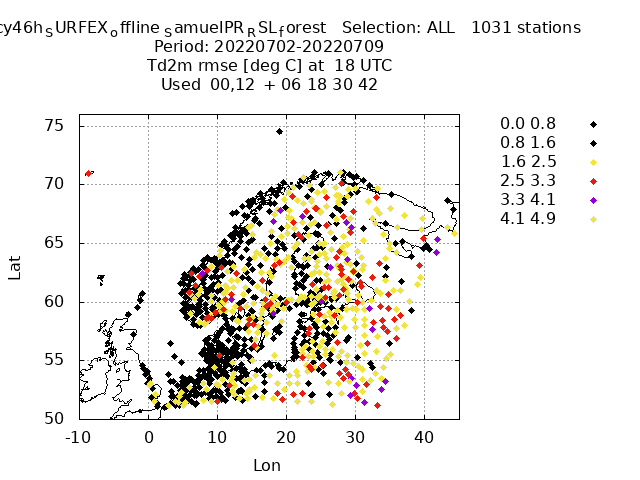 cy46h_SURFEX_offline_SamuelPR_RSL_forest Selection: ALL 1031 stations
Period: 20220702-20220709
Td2m rmse [deg C] at 18 UTC
Used 00,12 + 06 18 30 42
0.0 0.8
0.8 1.6
1.6 2.5
2.5 3.3
3.3 4.1
4.1 4.9
75
70
65
60
55
50
Lat
-10 0 10 20 30 40
Lon